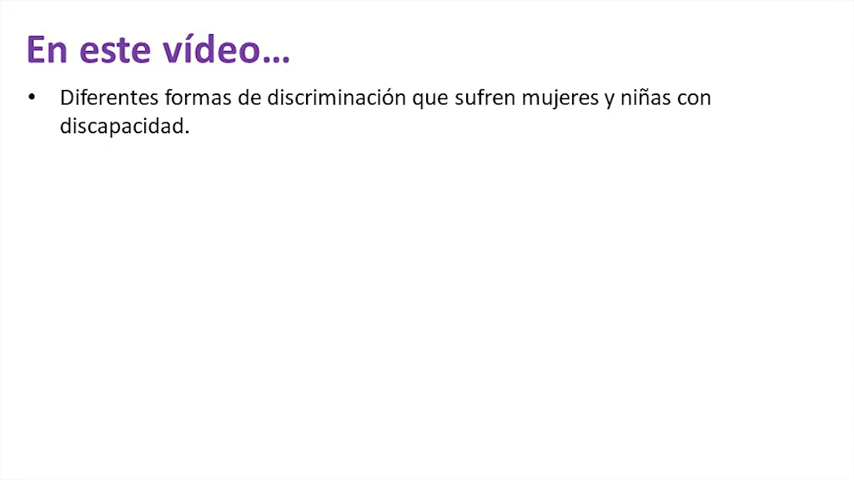 En este vídeo...
• Diferentes formas de discriminación que sufren mujeres y niñas con
discapacidad.